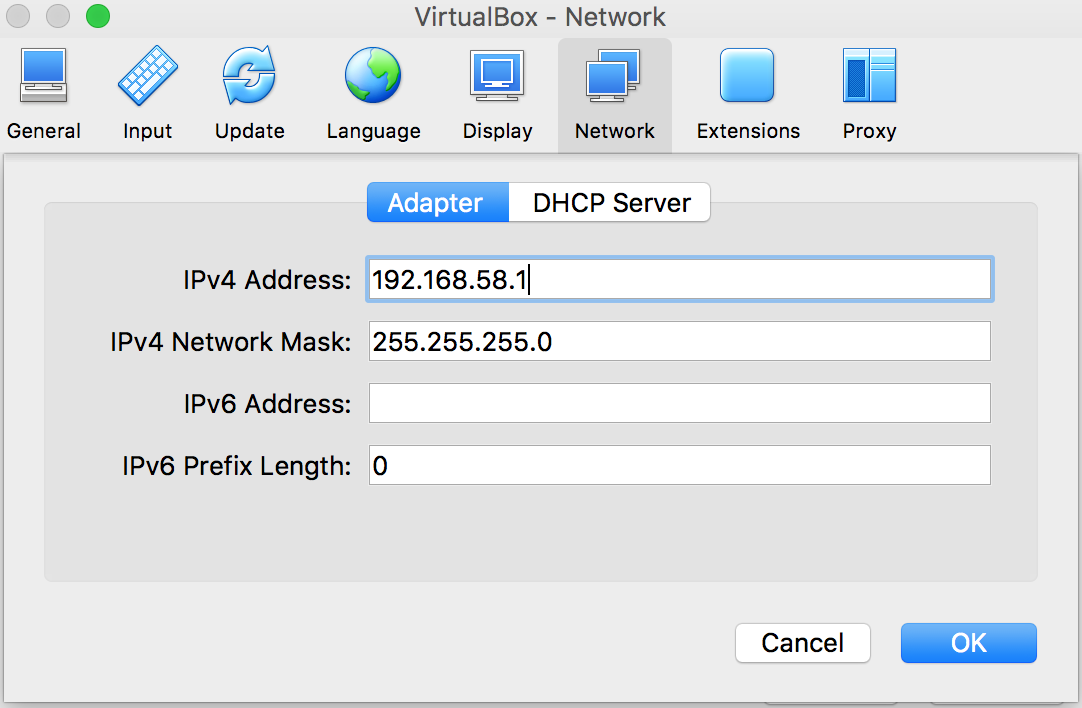 VirtualBox - Network
General Input Update Language Display Network Extensions Proxy
Adapter DHCP Server
IPv4 Address: 192.168.58.1
IPv4 Network Mask: 255.255.255.0
IPv6 Address:
IPv6 Prefix Length: 0
Cancel OK